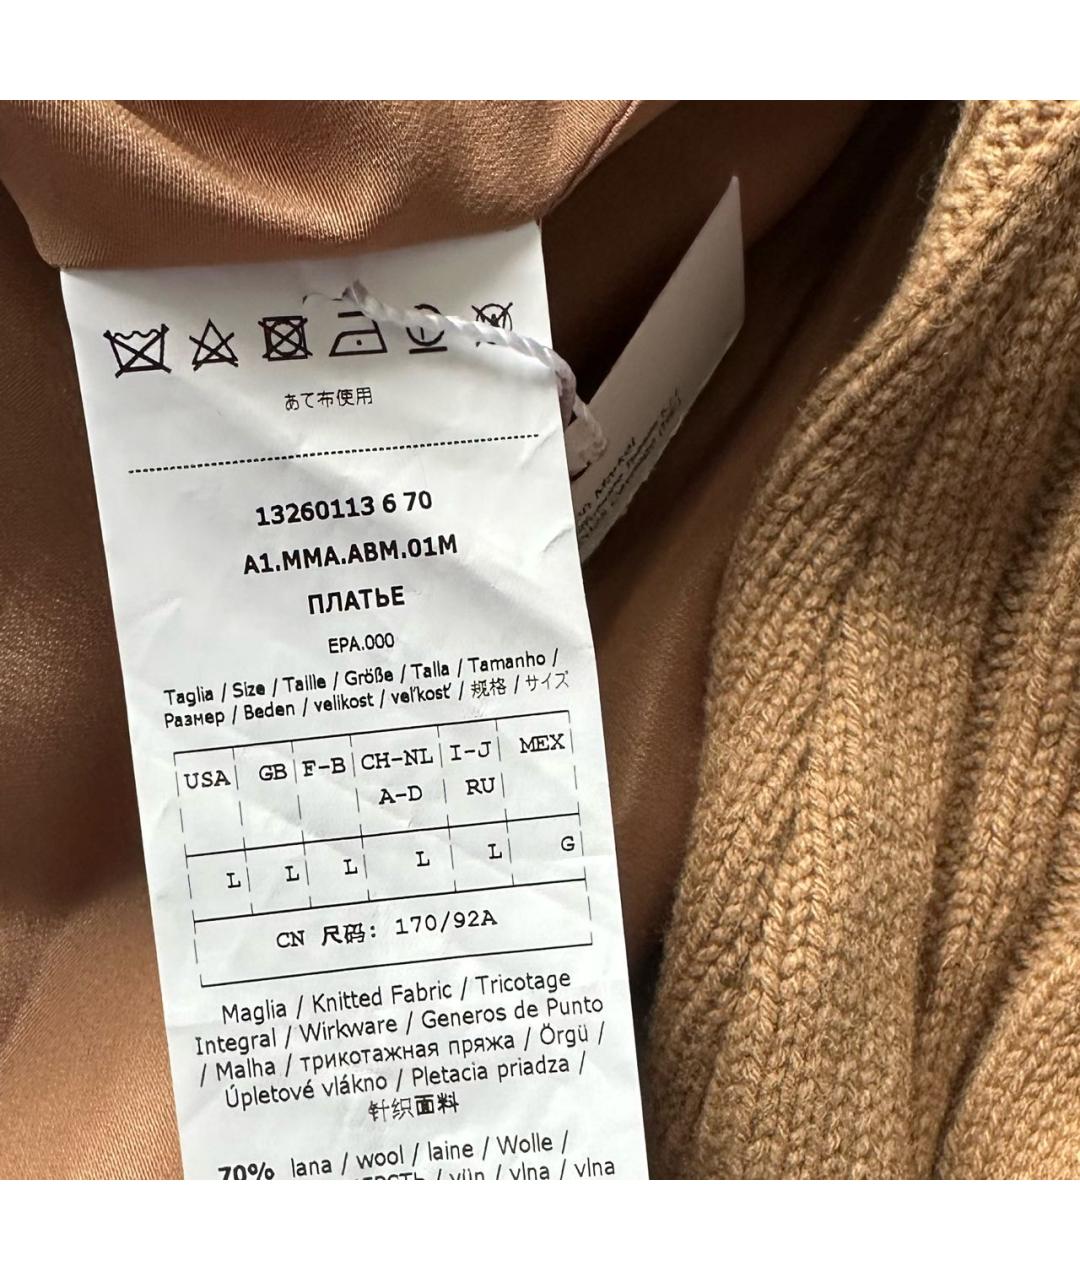 あて布使用
13260113 6 70
A1.MMA.ABM.01M
ПЛАТЬЕ
EPA.000
Taglia / Size / Taille / Größe / Talla / Tamanho /
Размер / Beden / velikost / veľkosť / 规格 / サイズ
USA GB F-B CH-NL I-J MEX
A-D RU
L L L L L G
CN 尺码: 170/92A
Maglia / Knitted Fabric / Tricotage
Integral / Wirkware / Generos de Punto
/ Malha / трикотажная пряжа / Örgü /
Úpletové vlákno / Pletacia priadza /
针织面料
70% lana / wool / laine / Wolle /
/ yün / vlna / vlna